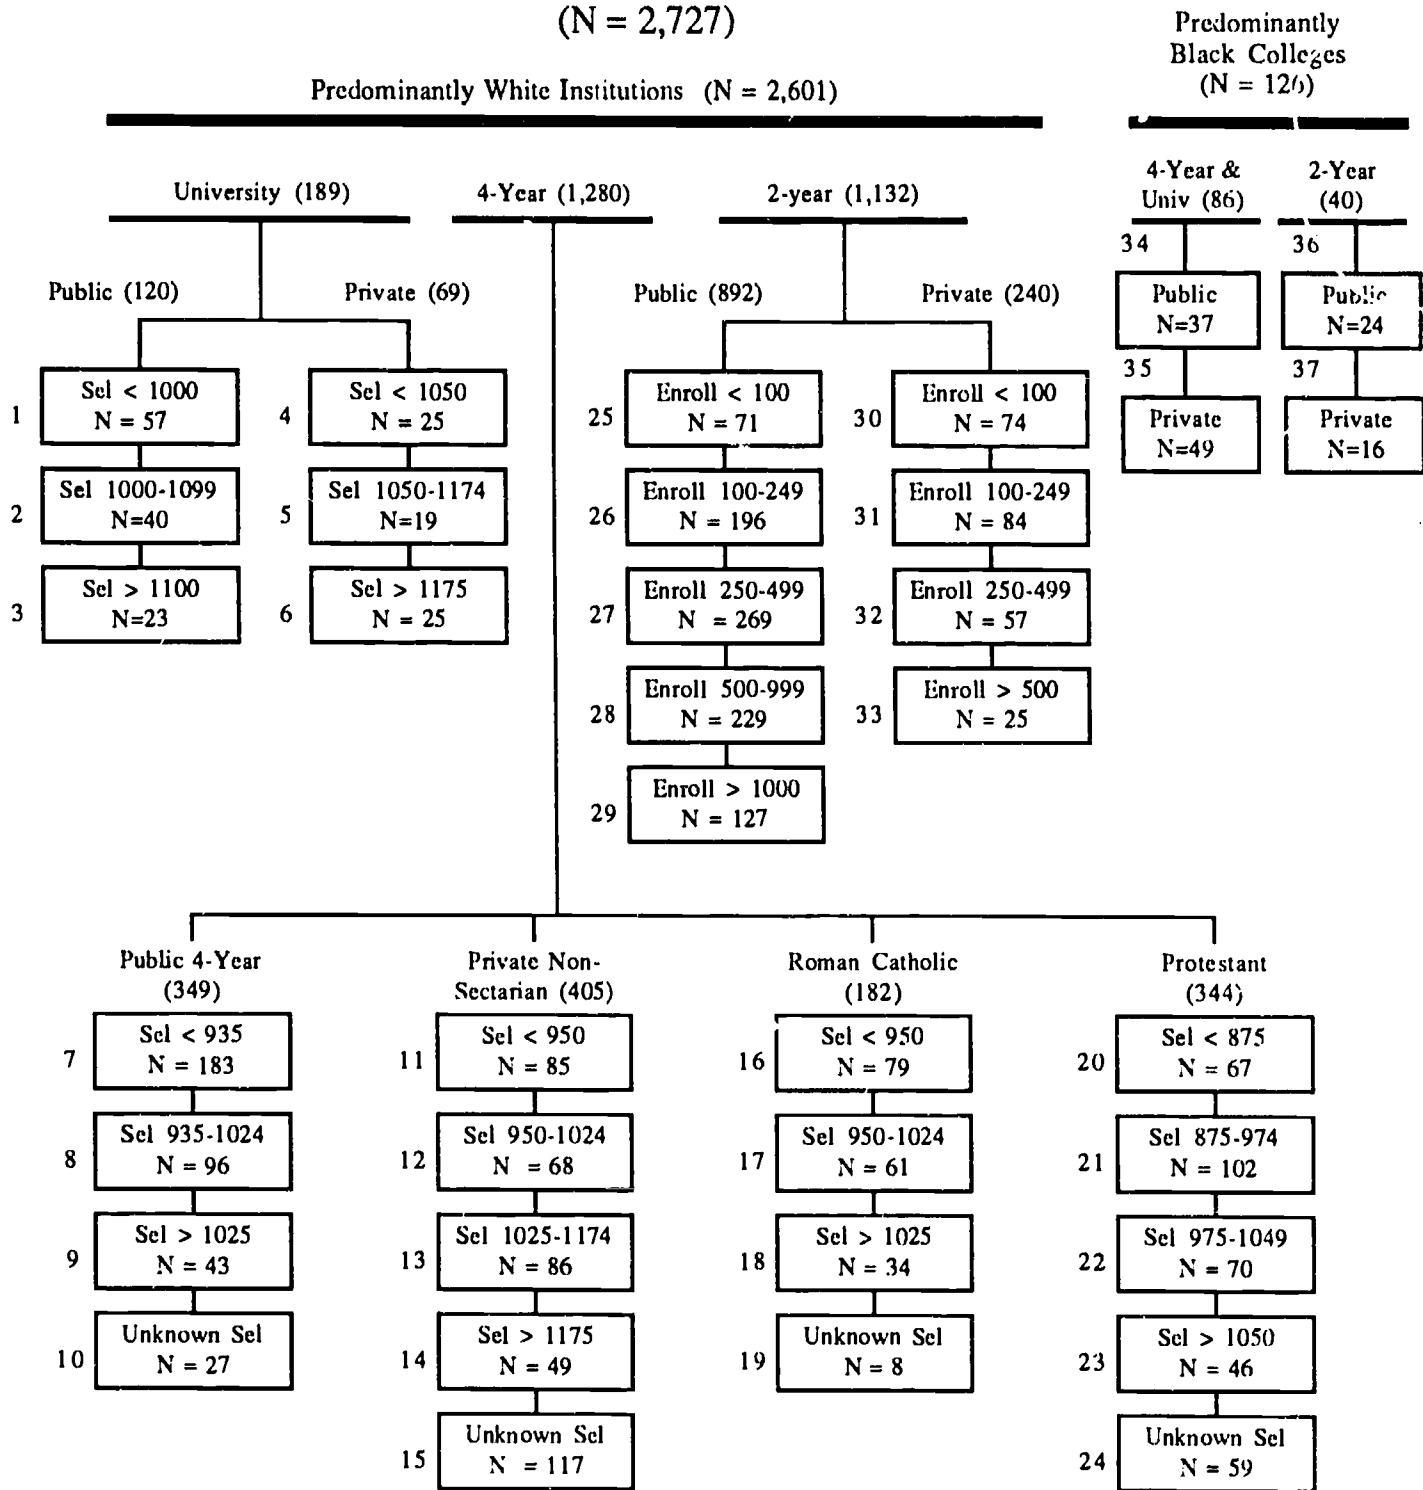 (N = 2,727)
Predominantly White Institutions (N = 2,601)
Predominantly
Black Colleges
(N = 126)
University (189)
4-Year (1,280)
2-year (1,132)
4-Year &
Univ (86)
2-Year
(40)
Public (120)
Private (69)
Public (892)
Private (240)
34
Public
N=37
35
Private
N=49
36
Public
N=24
37
Private
N=16
1
Sel < 1000
N = 57
2
Sel 1000-1099
N=40
3
Sel > 1100
N=23
4
Sel < 1050
N = 25
5
Sel 1050-1174
N=19
6
Sel > 1175
N = 25
25
Enroll < 100
N = 71
26
Enroll 100-249
N = 196
27
Enroll 250-499
N = 269
28
Enroll 500-999
N = 229
29
Enroll > 1000
N = 127
30
Enroll < 100
N = 74
31
Enroll 100-249
N = 84
32
Enroll 250-499
N = 57
33
Enroll > 500
N = 25
Public 4-Year
(349)
7
Sel < 935
N = 183
8
Sel 935-1024
N = 96
9
Sel > 1025
N = 43
10
Unknown Sel
N = 27
Private Non-
Sectarian (405)
11
Sel < 950
N = 85
12
Sel 950-1024
N = 68
13
Sel 1025-1174
N = 86
14
Sel > 1175
N = 49
15
Unknown Sel
N = 117
Roman Catholic
(182)
16
Sel < 950
N = 79
17
Sel 950-1024
N = 61
18
Sel > 1025
N = 34
19
Unknown Sel
N = 8
Protestant
(344)
20
Sel < 875
N = 67
21
Sel 875-974
N = 102
22
Sel 975-1049
N = 70
23
Sel > 1050
N = 46
24
Unknown Sel
N = 59